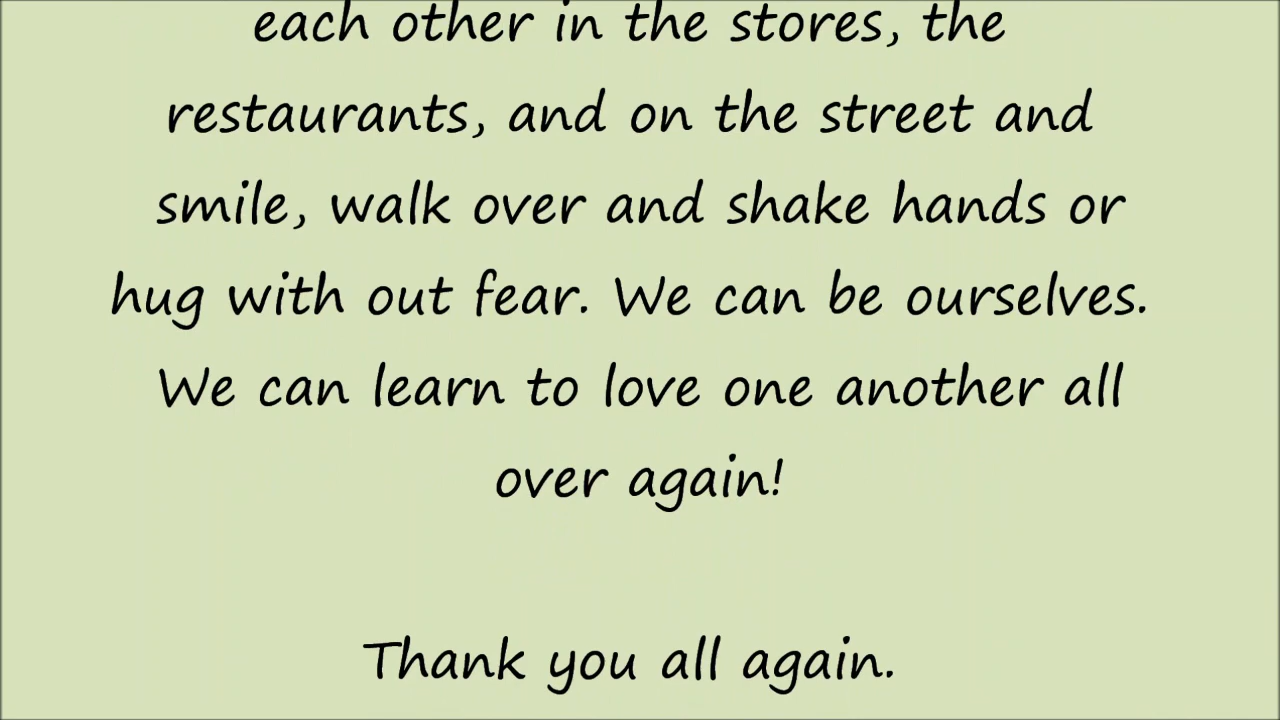 each other in the stores, the
restaurants, and on the street and
smile, walk over and shake hands or
hug with out fear. We can be ourselves.
We can learn to love one another all
over again!
Thank you all again.